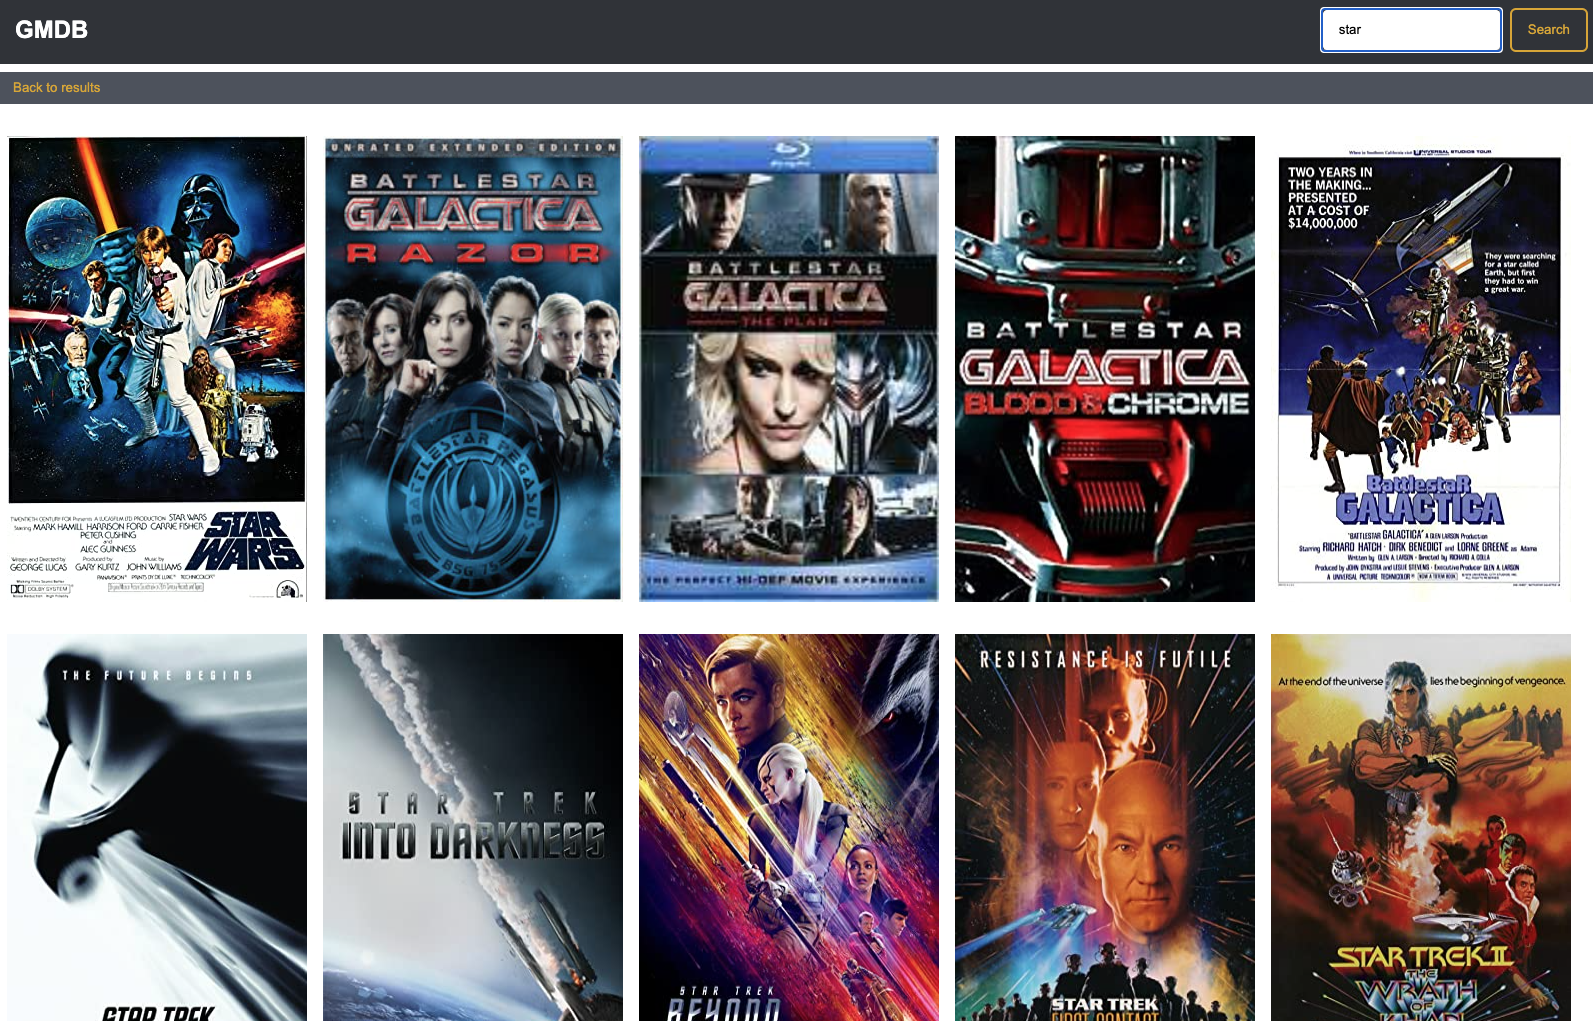 GMDB
star
Search
Back to results
TWENTIETH CENTURY-FOX Presents A LUCASFILM LTD PRODUCTION STAR WARS
Starring MARK HAMILL HARRISON FORD CARRIE FISHER
PETER CUSHING
and
ALEC GUINNESS
Written and Directed by
GEORGE LUCAS
Produced by
GARY KURTZ
Music by
JOHN WILLIAMS
PANAVISION® PRINTS BY DE LUXE® TECHNICOLOR®
DOLBY SYSTEM
STAR
WARS
UNRATED EXTENDED EDITION
BATTLESTAR
GALACTICA
RAZOR
BATTLESTAR PEGASUS
BSG 75
BATTLESTAR
GALACTICA
THE PLAN
THE PERFECT HI-DEF MOVIE EXPERIENCE
BATTLESTAR
GALACTICA
BLOOD & CHROME
When in Southern California visit UNIVERSAL STUDIOS TOUR
TWO YEARS IN
THE MAKING...
PRESENTED
AT A COST OF
$14,000,000
They were searching
for a star called
Earth, but first
they had to win
a great war.
BattlestaR
GALACTICA
"BATTLESTAR GALACTICA" A GLEN LARSON Production
Starring RICHARD HATCH · DIRK BENEDICT and LORNE GREENE as Adama
Written by GLEN A. LARSON · Directed by RICHARD A. COLLA
Produced by JOHN DYKSTRA and LESLIE STEVENS · Executive Producer GLEN A. LARSON
A UNIVERSAL PICTURE TECHNICOLOR®
THE FUTURE BEGINS
STAR TREK
STAR TREK
INTO DARKNESS
STAR TREK
BEYOND
RESISTANCE IS FUTILE
STAR TREK
FIRST CONTACT
At the end of the universe lies the beginning of vengeance.
STAR TREK II
THE
WRATH
OF
KHAN